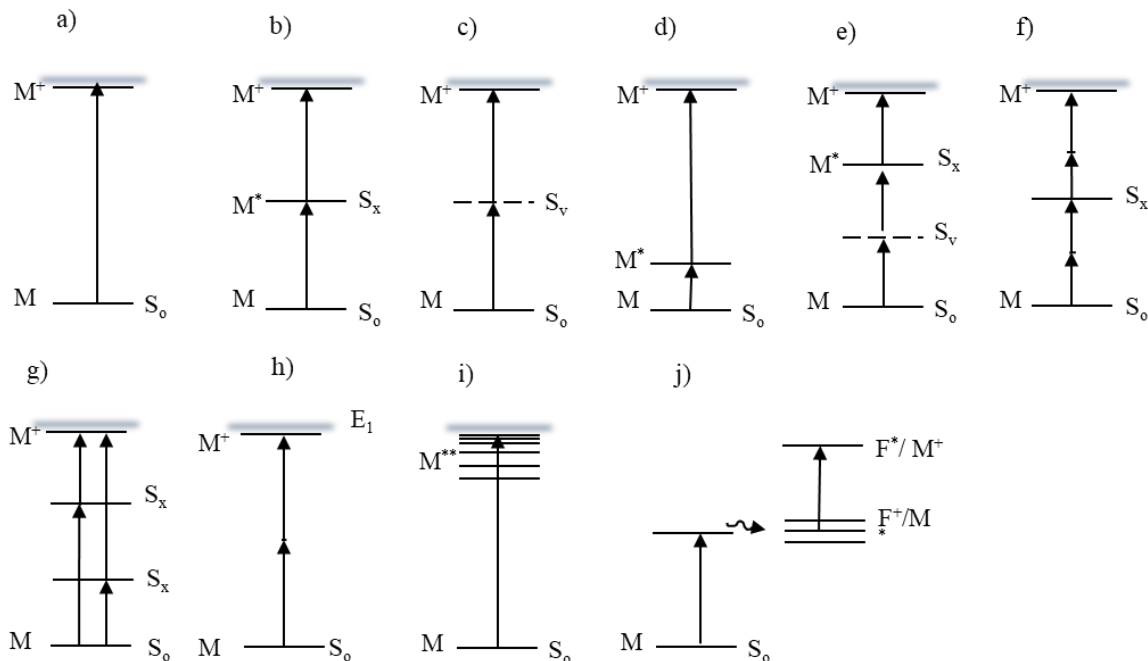 a)
M⁺
M
Sₒ
b)
M⁺
M*
Sₓ
M
Sₒ
c)
M⁺
Sᵥ
M
Sₒ
d)
M⁺
M*
M
Sₒ
e)
M⁺
M*
Sₓ
Sᵥ
M
Sₒ
f)
M⁺
Sₓ
M
Sₒ
g)
M⁺
Sₓ
Sₓ
M
Sₒ
h)
E₁
M⁺
M
Sₒ
i)
M**
M
Sₒ
j)
F*/ M⁺
F⁺/M
*
M
Sₒ